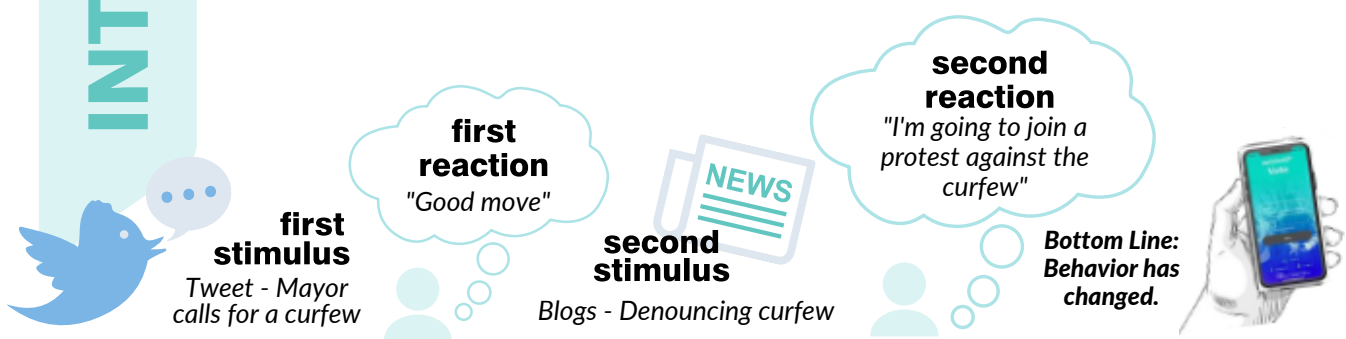 INT
first
stimulus
Tweet - Mayor
calls for a curfew
first
reaction
"Good move"
NEWS
second
stimulus
Blogs - Denouncing curfew
second
reaction
"I'm going to join a
protest against the
curfew"
Bottom Line:
Behavior has
changed.